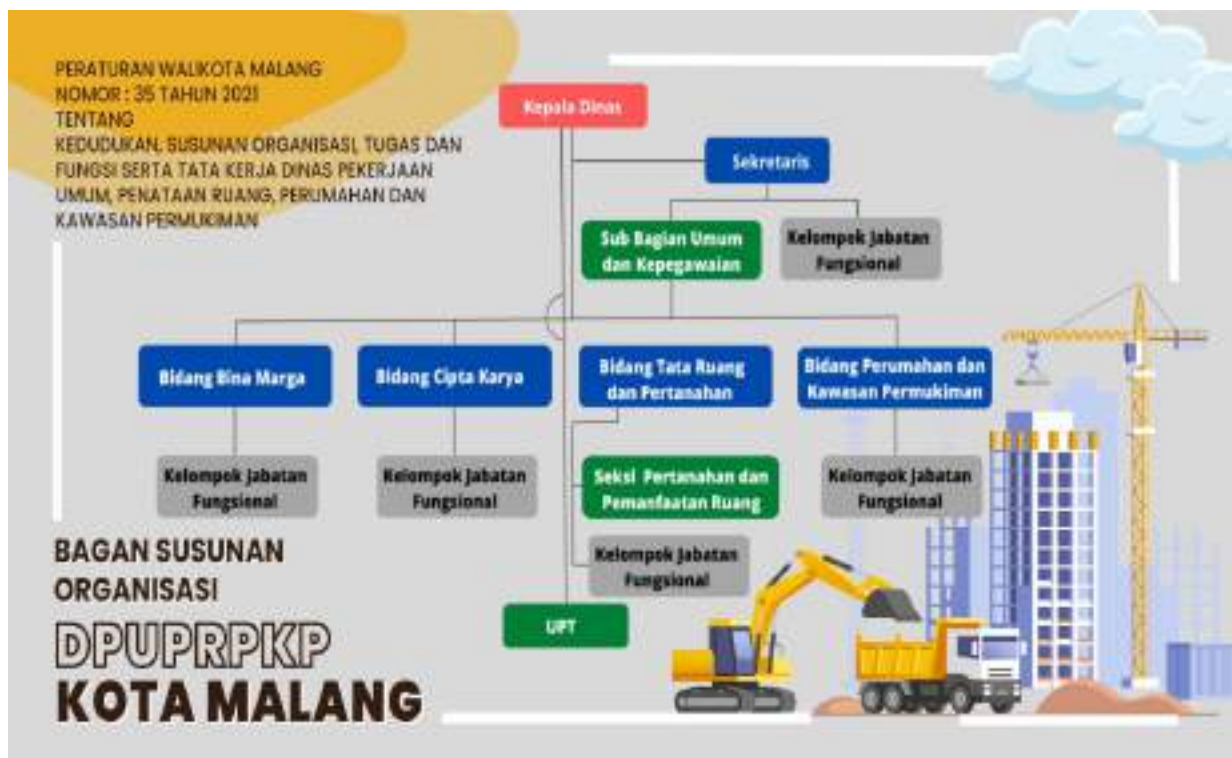 PERATURAN WALIKOTA MALANG
NOMOR : 35 TAHUN 2021
TENTANG
KEDUDUKAN, SUSUNAN ORGANISASI, TUGAS DAN
FUNGSI SERTA TATA KERJA DINAS PEKERJAAN
UMUM, PENATAAN RUANG, PERUMAHAN DAN
KAWASAN PERMUKIMAN
Kepala Dinas
Sekretaris
Sub Bagian Umum
dan Kepegawaian
Kelompok Jabatan
Fungsional
Bidang Bina Marga
Bidang Cipta Karya
Bidang Tata Ruang
dan Pertanahan
Bidang Perumahan dan
Kawasan Permukiman
Kelompok Jabatan
Fungsional
Kelompok Jabatan
Fungsional
Seksi Pertanahan dan
Pemanfaatan Ruang
Kelompok Jabatan
Fungsional
Kelompok Jabatan
Fungsional
UPT
BAGAN SUSUNAN
ORGANISASI
DPUPRPKP
KOTA MALANG